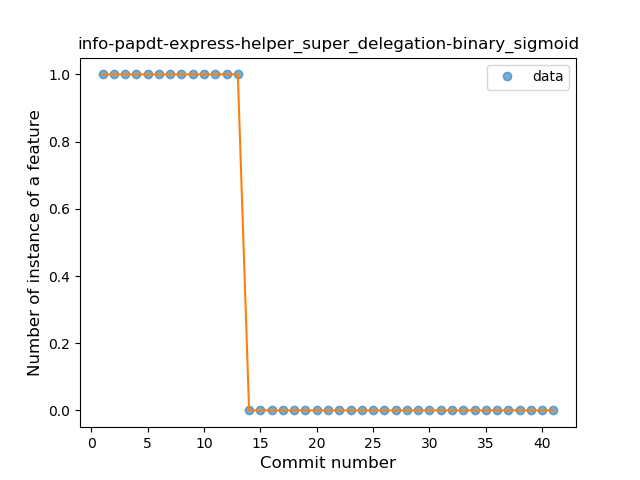 info-papdt-express-helper_super_delegation-binary_sigmoid
data
Number of instance of a feature
1.0
0.8
0.6
0.4
0.2
0.0
0 5 10 15 20 25 30 35 40
Commit number